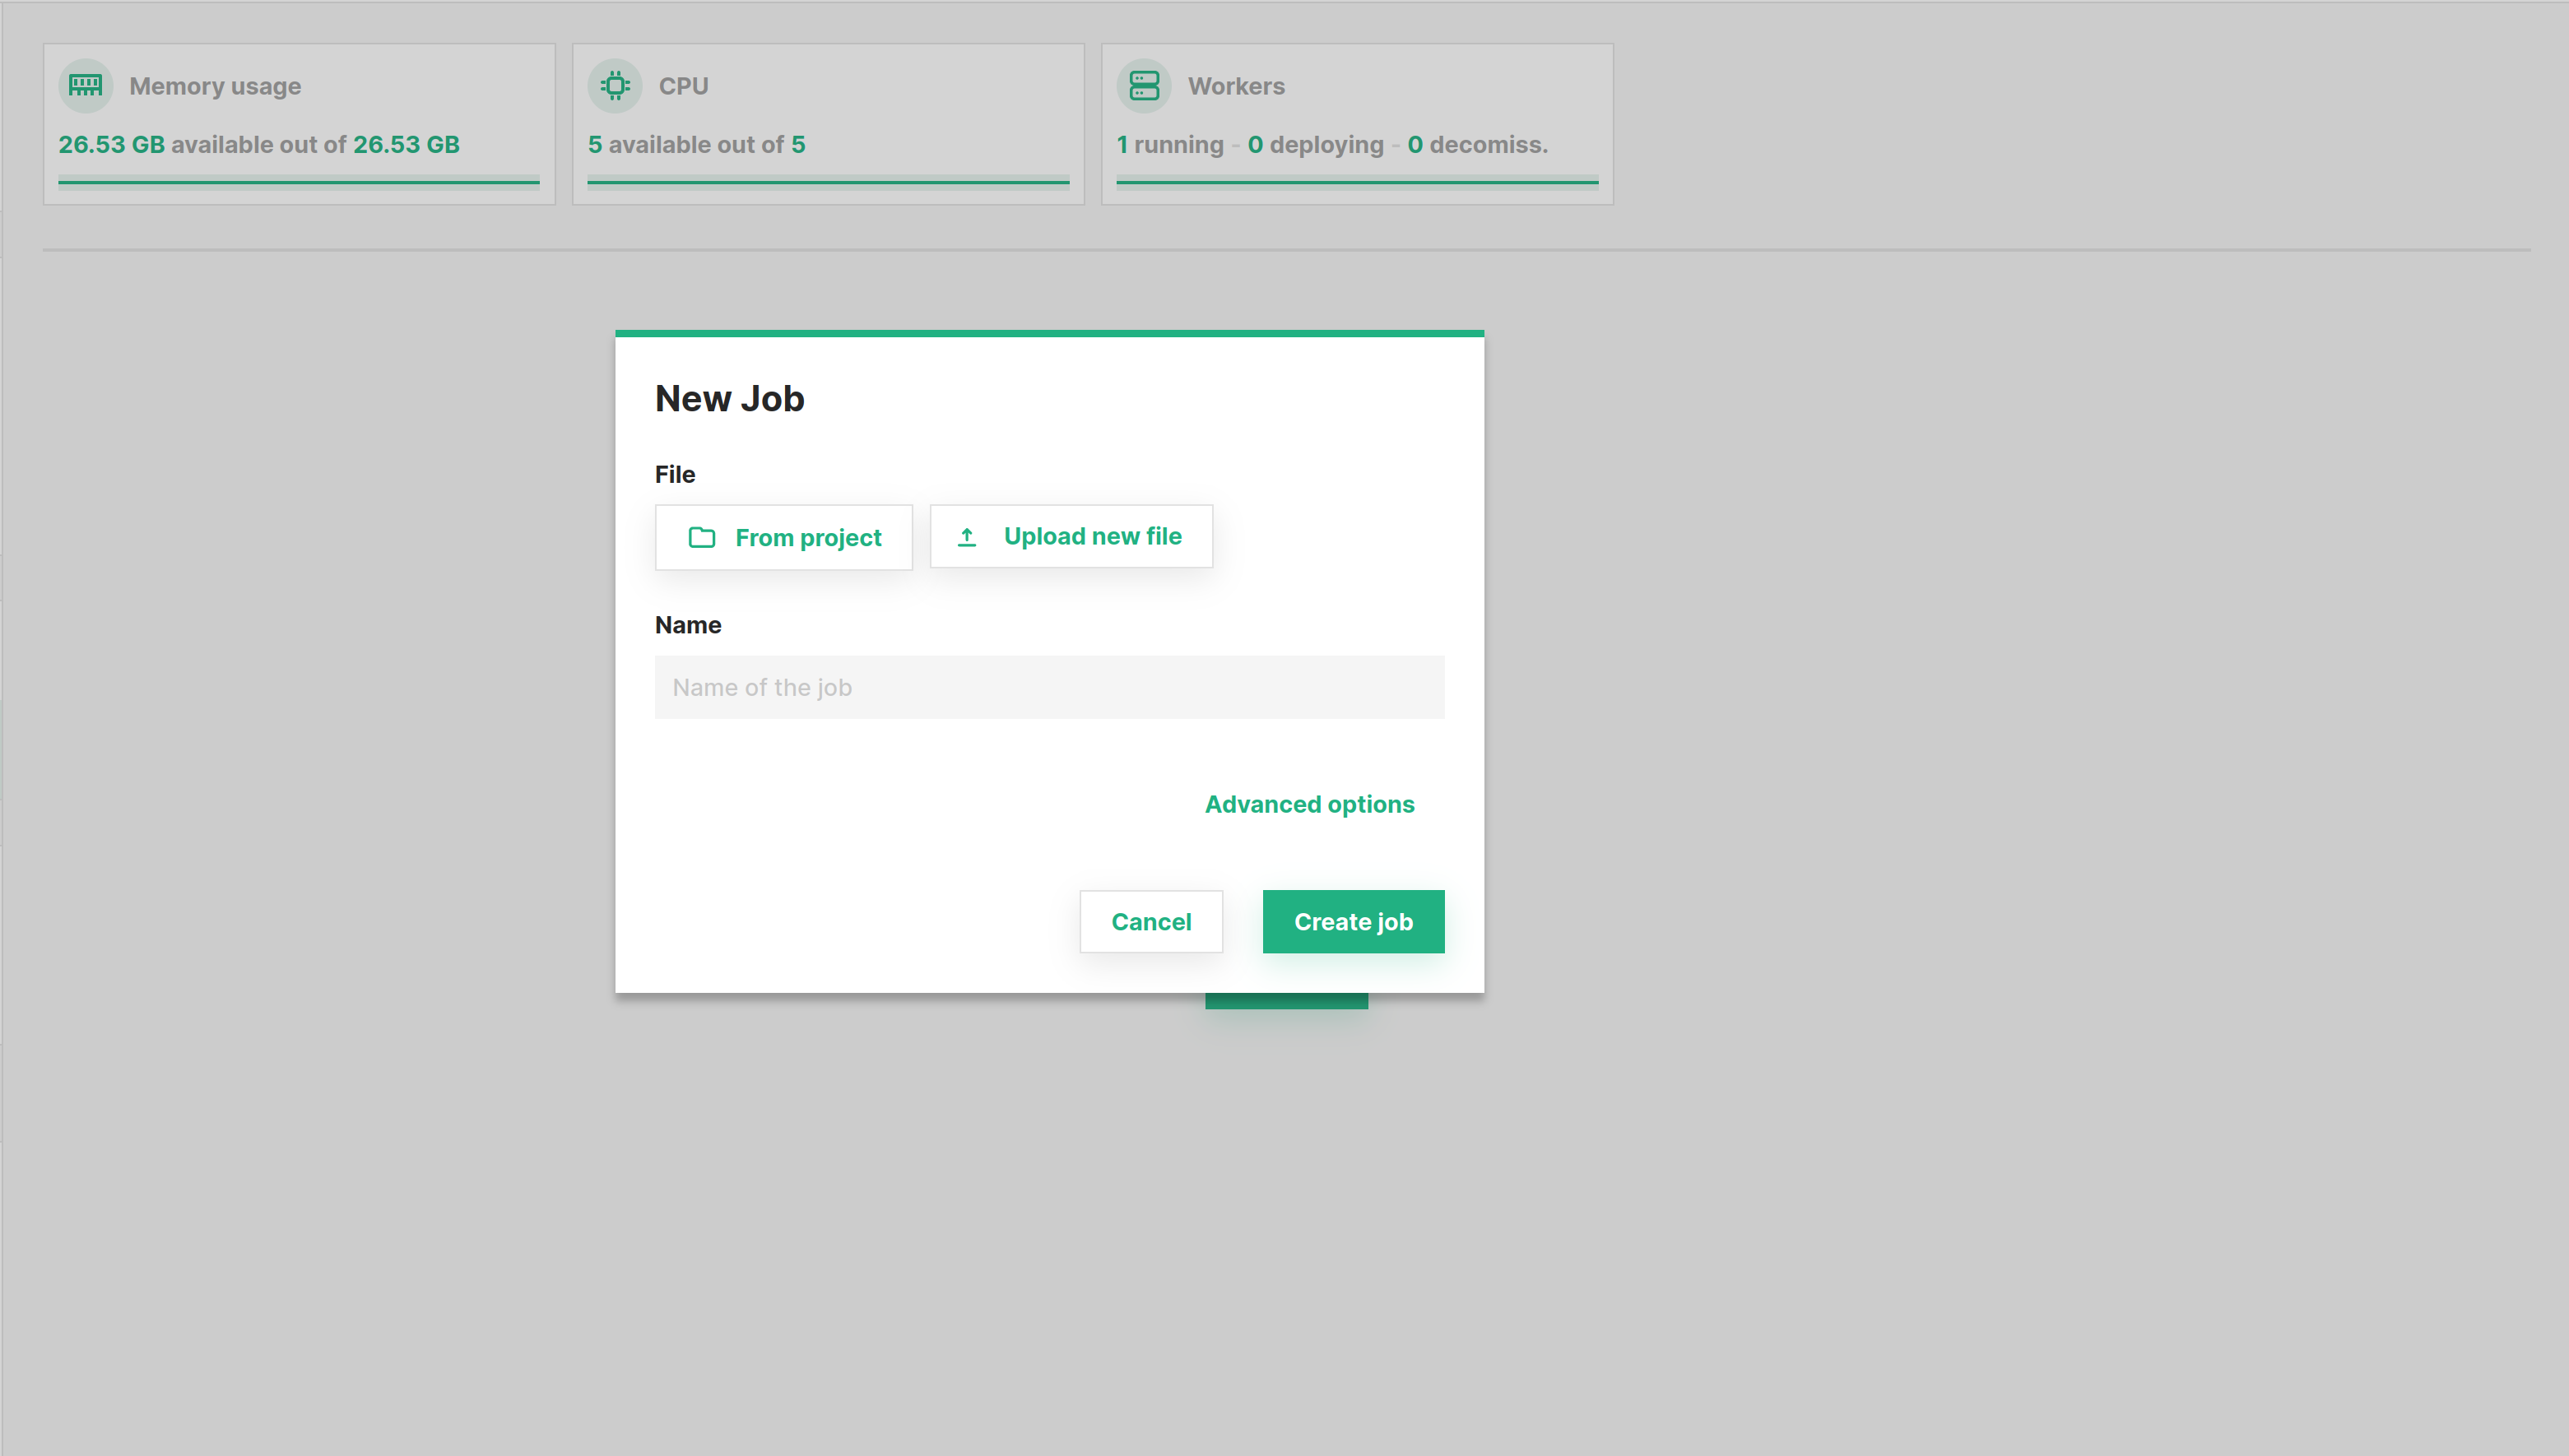 Memory usage
26.53 GB available out of 26.53 GB
CPU
5 available out of 5
Workers
1 running - 0 deploying - 0 decomiss.
New Job
File
From project
Upload new file
Name
Name of the job
Advanced options
Cancel
Create job